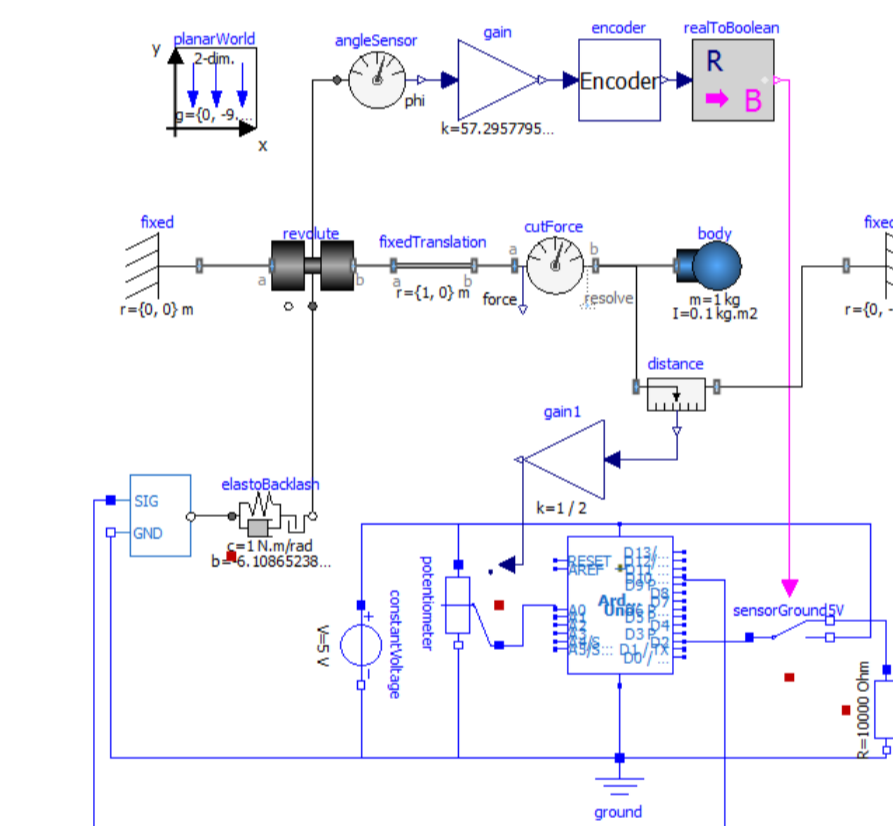 planarWorld
y
2-dim.
g={0, -9....
x
angleSensor
phi
gain
k=57.2957795...
encoder
Encoder
realToBoolean
R
B
fixed
r={0, 0} m
revolute
a
b
fixedTranslation
a
b
r={1, 0} m
cutForce
a
b
force
resolve
body
m=1 kg
I=0.1 kg.m2
fixed
r={0, -
distance
gain1
k=1/2
SIG
GND
elastoBacklash
c=1 N.m/rad
b=-6.10865238...
potentiometer
constantVoltage
V=5 V
+
−
RESET
AREF
Ard...
A0
A1
A2
A3
A4/S...
A5/S...
D13/...
D12/...
D10...
D9 P...
D8
D7
D5 P...
D4
D3 P...
D2
D1 / TX
D0 / ...
sensorGround5V
R=10000 Ohm
ground